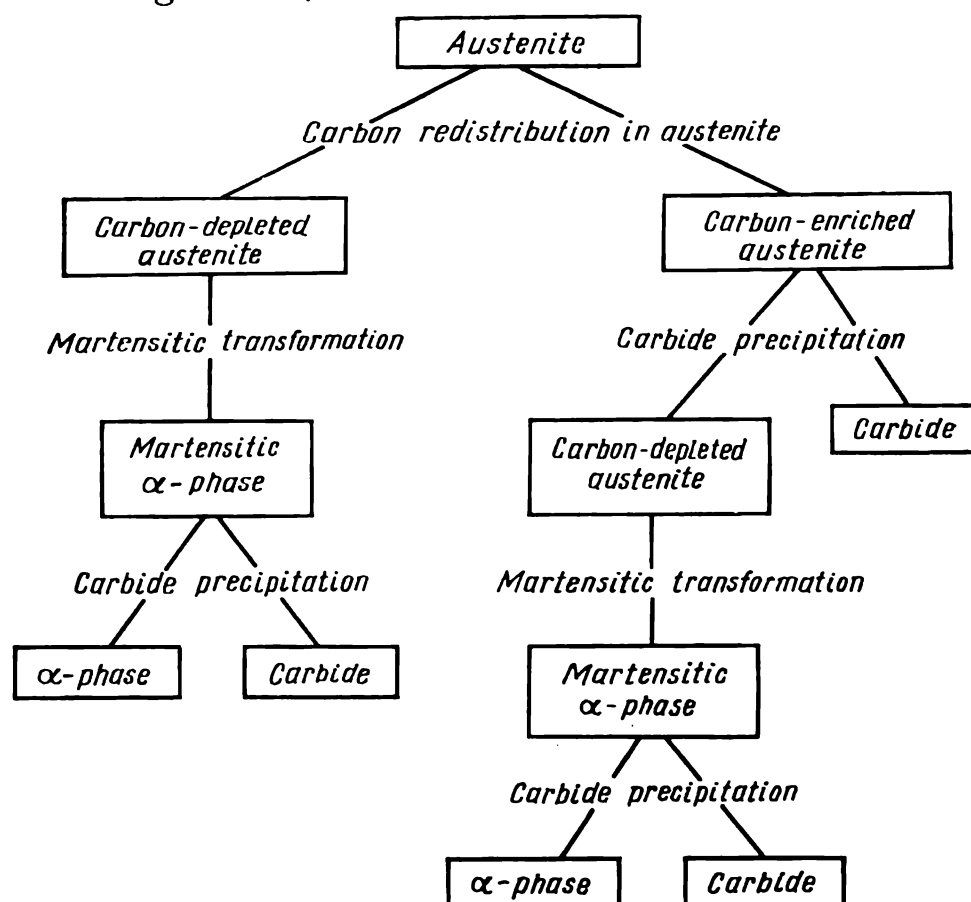 Austenite
Carbon redistribution in austenite
Carbon-depleted
austenite
Carbon-enriched
austenite
Martensitic transformation
Carbide precipitation
Martensitic
α-phase
Carbon-depleted
austenite
Carbide
Carbide precipitation
Martensitic transformation
α-phase
Carbide
Martensitic
α-phase
Carbide precipitation
α-phase
Carbide